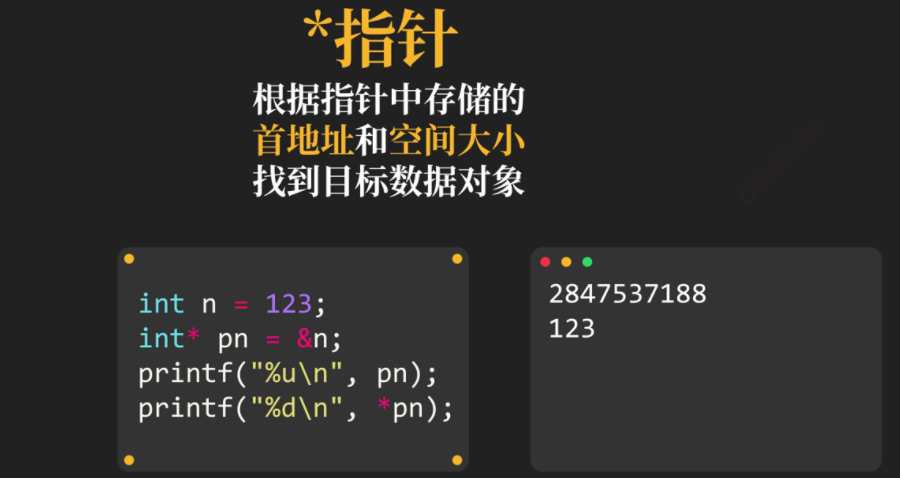 *指针
根据指针中存储的
首地址和空间大小
找到目标数据对象
int n = 123;
int* pn = &n;
printf("%u\n", pn);
printf("%d\n", *pn);
2847537188
123